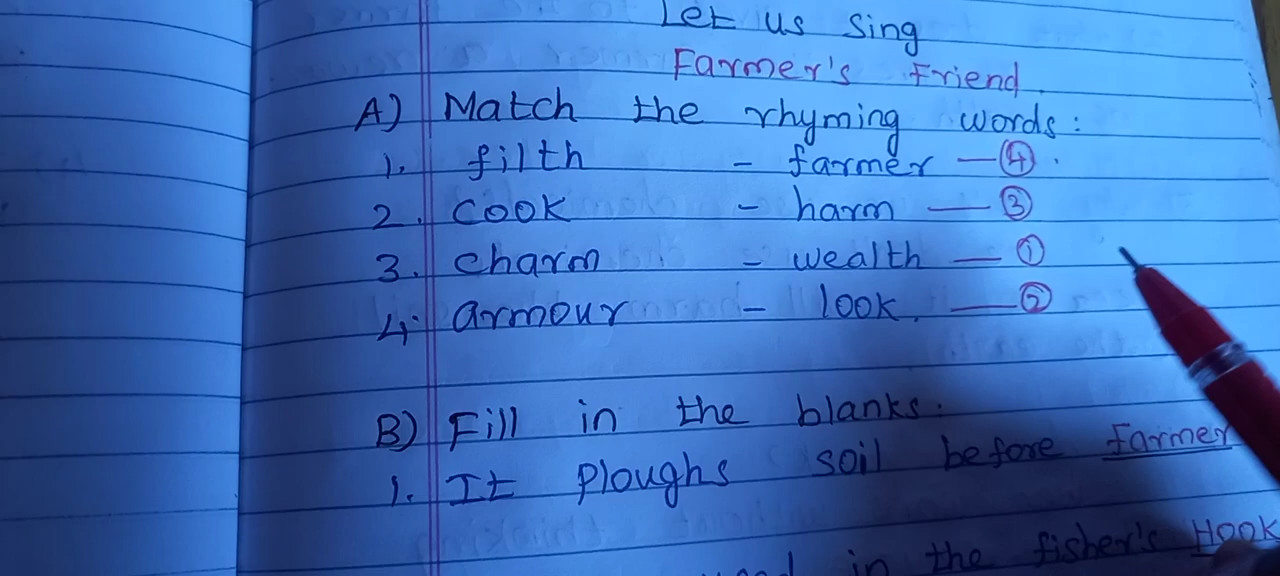 Let us Sing
Farmer's Friend.
A) Match the rhyming words:
1. filth - farmer — ④.
2. cook - harm — ③
3. charm - wealth — ①
4. armour - look. — ②
B) Fill in the blanks.
1. It Ploughs soil before Farmer
in the fisher's Hook